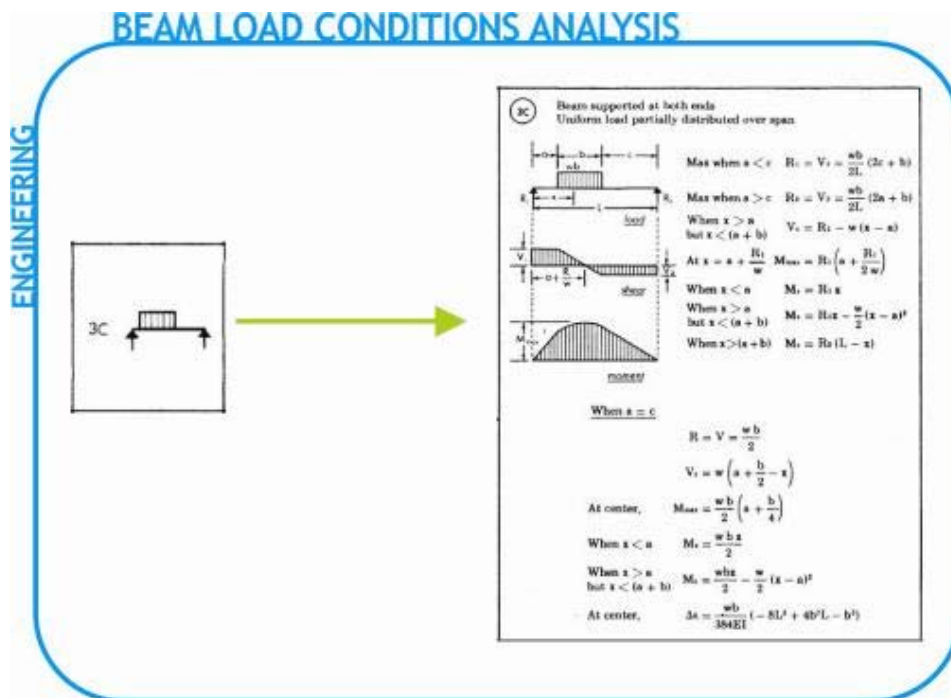 BEAM LOAD CONDITIONS ANALYSIS
ENGINEERING
3C
3C
Beam supported at both ends
Uniform load partially distributed over span
a b c
wb
x
L
load
Max when a < c R₁ = V₁ = wb/2L (2c + b)
Max when a > c R₂ = V₂ = wb/2L (2a + b)
When x > a
but x < (a + b) Vₓ = R₁ − w (x − a)
a + R₁/w
shear
At x = a + R₁/w Mmax = R₁ (a + R₁/2w)
When x < a Mₓ = R₁ x
When x > a
but x < (a + b) Mₓ = R₁x − w/2 (x − a)²
When x > (a + b) Mₓ = R₂ (L − x)
moment
When a = c
R = V = w b/2
Vₓ = w (a + b/2 − x)
At center, Mmax = w b/2 (a + b/4)
When x < a Mₓ = w b x/2
When x > a
but x < (a + b) Mₓ = wbx/2 − w/2 (x − a)²
At center, = wb/384EI (− 8L³ + 4b²L − b³)